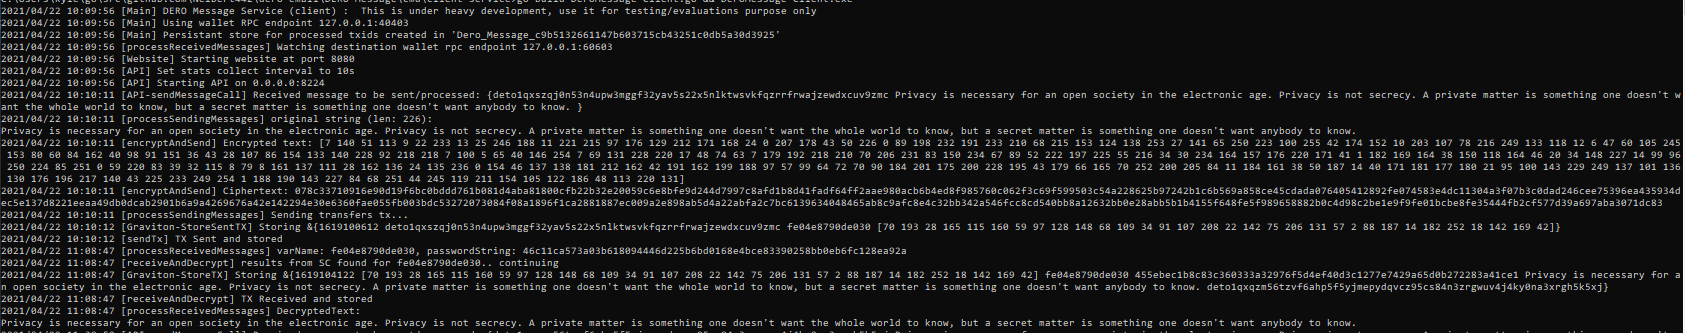 2021/04/22 10:09:56 [Main] DERO Message Service (client) :  This is under heavy development, use it for testing/evaluations purpose only
2021/04/22 10:09:56 [Main] Using wallet RPC endpoint 127.0.0.1:40403
2021/04/22 10:09:56 [Main] Persistant store for processed txids created in 'Dero_Message_c9b5132661147b603715cb43251c0db5a30d3925'
2021/04/22 10:09:56 [processReceivedMessages] Watching destination wallet rpc endpoint 127.0.0.1:60603
2021/04/22 10:09:56 [Website] Starting website at port 8080
2021/04/22 10:09:56 [API] Set stats collect interval to 10s
2021/04/22 10:09:56 [API] Starting API on 0.0.0.0:8224
2021/04/22 10:10:11 [API-sendMessageCall] Received message to be sent/processed: {deto1qxszqj0n53n4upw3mggf32yav5s22x5nlktwsvkfqzrrfrwajzewdxcuv9zmc Privacy is necessary for an open society in the electronic age. Privacy is not secrecy. A private matter is something one doesn't w
ant the whole world to know, but a secret matter is something one doesn't want anybody to know. }
2021/04/22 10:10:11 [processSendingMessages] original string (len: 226):
Privacy is necessary for an open society in the electronic age. Privacy is not secrecy. A private matter is something one doesn't want the whole world to know, but a secret matter is something one doesn't want anybody to know.
2021/04/22 10:10:11 [encryptAndSend] Encrypted text: [7 140 51 113 9 22 233 13 25 246 188 11 221 215 97 176 129 212 171 168 24 0 207 178 43 50 226 0 89 198 232 191 233 210 68 215 153 124 138 253 27 141 65 250 223 100 255 42 174 152 10 203 107 78 216 249 133 118 12 6 47 60 105 245
153 80 60 84 162 40 98 91 151 36 43 28 107 86 154 133 140 228 92 218 218 7 100 5 65 40 146 254 7 69 131 228 220 17 48 74 63 7 179 192 218 210 70 206 231 83 150 234 67 89 52 222 197 225 55 216 34 30 234 164 157 176 220 171 41 1 182 169 164 38 150 118 164 46 20 34 148 227 14 99 96
250 224 85 251 0 59 220 83 39 32 115 8 79 8 161 137 111 28 162 136 24 135 236 0 154 46 137 138 181 212 162 42 191 162 199 188 97 57 99 64 72 70 90 184 201 175 200 228 195 43 179 66 165 70 252 200 205 84 11 184 161 38 50 187 14 40 171 181 177 180 21 95 100 143 229 249 137 101 136
130 176 196 217 140 43 225 233 249 254 1 188 190 143 227 84 68 251 44 245 119 211 154 105 122 186 48 113 220 131]
2021/04/22 10:10:11 [processSendingMessages] Sending transfers tx...
2021/04/22 10:10:12 [Graviton-StoreSentTX] Storing &{1619100612 deto1qxszqj0n53n4upw3mggf32yav5s22x5nlktwsvkfqzrrfrwajzewdxcuv9zmc fe04e8790de030 [70 193 28 165 115 160 59 97 128 148 68 109 34 91 107 208 22 142 75 206 131 57 2 88 187 14 182 252 18 142 169 42]}
2021/04/22 10:10:12 [sendTx] TX Sent and stored
2021/04/22 11:08:47 [processReceivedMessages] varName: fe04e8790de030, passwordString: 46c11ca573a03b618094446d225b6bd0168e4bce83390258bb0eb6fc128ea92a
2021/04/22 11:08:47 [receiveAndDecrypt] results from SC found for fe04e8790de030.. continuing
2021/04/22 11:08:47 [Graviton-StoreTX] Storing &{1619104122 [70 193 28 165 115 160 59 97 128 148 68 109 34 91 107 208 22 142 75 206 131 57 2 88 187 14 182 252 18 142 169 42] fe04e8790de030 455ebec1b8c83c360333a32976f5d4ef40d3c1277e7429a65d0b272283a41ce1 Privacy is necessary for a
n open society in the electronic age. Privacy is not secrecy. A private matter is something one doesn't want the whole world to know, but a secret matter is something one doesn't want anybody to know. deto1qxqzm56tzvf6ahp5f5yjmepydqvcz95cs84n3zrgwuv4j4ky0na3xrgh5k5xj}
2021/04/22 11:08:47 [receiveAndDecrypt] TX Received and stored
2021/04/22 11:08:47 [processReceivedMessages] DecryptedText:
Privacy is necessary for an open society in the electronic age. Privacy is not secrecy. A private matter is something one doesn't want the whole world to know, but a secret matter is something one doesn't want anybody to know.